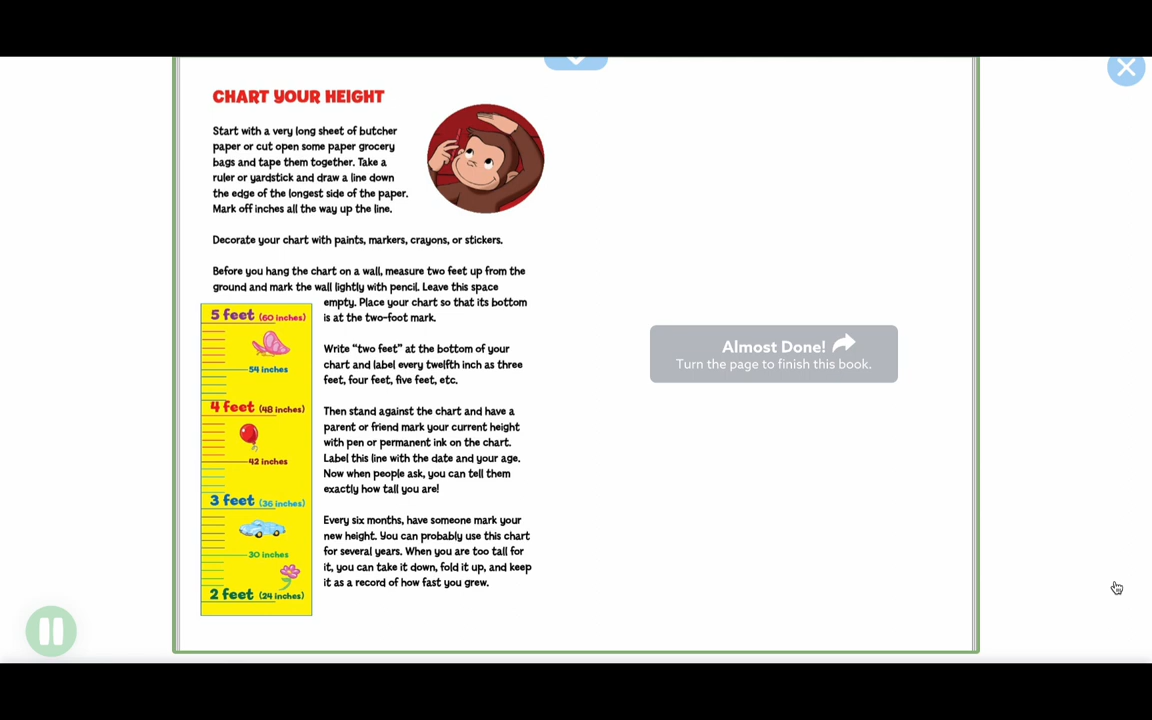 CHART YOUR HEIGHT
Start with a very long sheet of butcher
paper or cut open some paper grocery
bags and tape them together. Take a
ruler or yardstick and draw a line down
the edge of the longest side of the paper.
Mark off inches all the way up the line.
Decorate your chart with paints, markers, crayons, or stickers.
Before you hang the chart on a wall, measure two feet up from the
ground and mark the wall lightly with pencil. Leave this space
empty. Place your chart so that its bottom
is at the two-foot mark.
Write “two feet” at the bottom of your
chart and label every twelfth inch as three
feet, four feet, five feet, etc.
Then stand against the chart and have a
parent or friend mark your current height
with pen or permanent ink on the chart.
Label this line with the date and your age.
Now when people ask, you can tell them
exactly how tall you are!
Every six months, have someone mark your
new height. You can probably use this chart
for several years. When you are too tall for
it, you can take it down, fold it up, and keep
it as a record of how fast you grew.
5 feet (60 inches)
54 inches
4 feet (48 inches)
42 inches
3 feet (36 inches)
30 inches
2 feet (24 inches)
Almost Done!
Turn the page to finish this book.